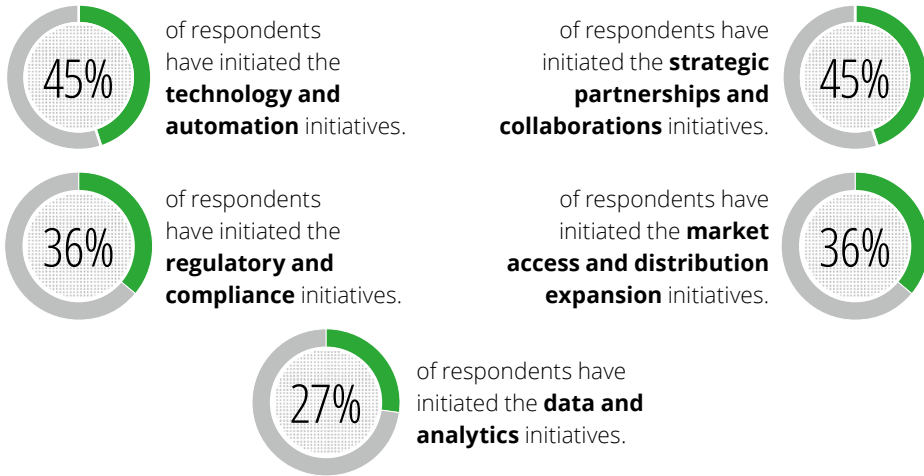 45%
of respondents
have initiated the
technology and
automation initiatives.
of respondents have
initiated the strategic
partnerships and
collaborations initiatives.
45%
36%
of respondents
have initiated the
regulatory and
compliance initiatives.
of respondents have
initiated the market
access and distribution
expansion initiatives.
36%
27%
of respondents have
initiated the data and
analytics initiatives.